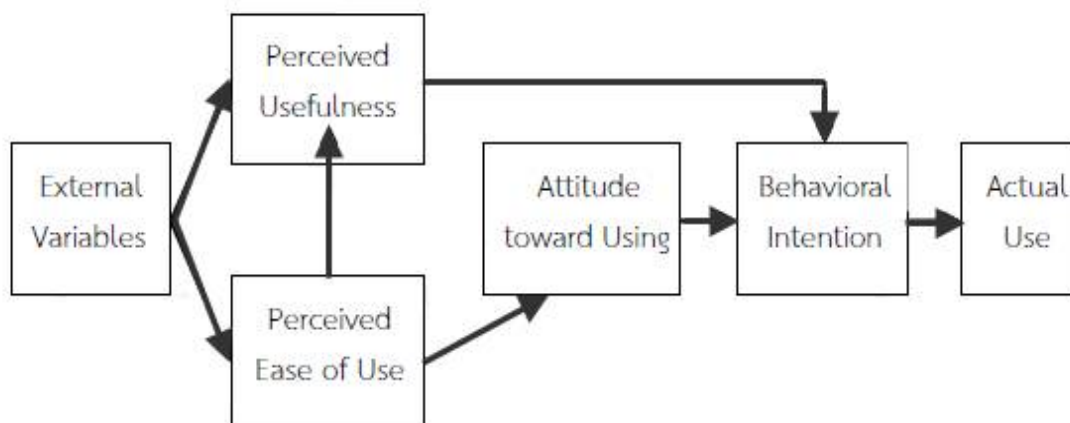 Perceived
Usefulness
External
Variables
Attitude
toward Using
Behavioral
Intention
Actual
Use
Perceived
Ease of Use